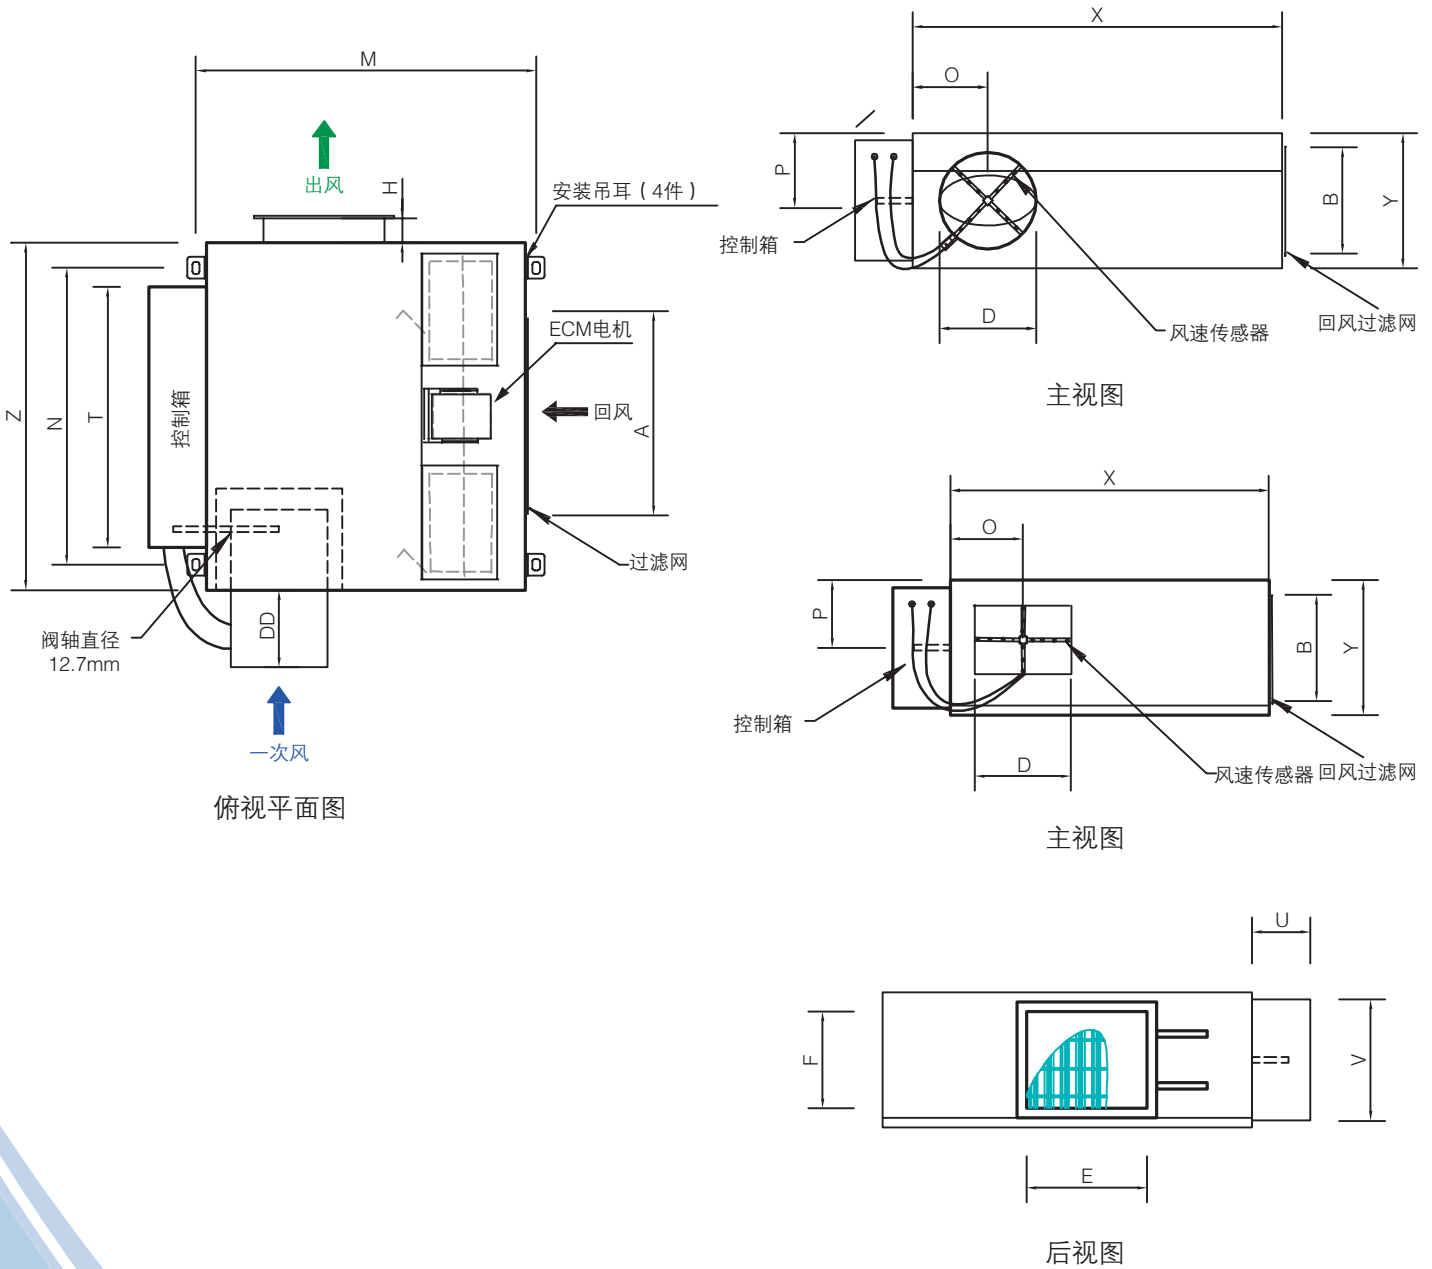 M
出风
H
安装吊耳（4件）
ECM电机
Z
N
T
控制箱
回风
A
过滤网
DD
阀轴直径
12.7mm
一次风
俯视平面图
X
O
P
B
Y
控制箱
D
风速传感器
回风过滤网
主视图
X
O
P
B
Y
控制箱
D
风速传感器
回风过滤网
主视图
U
F
V
E
后视图